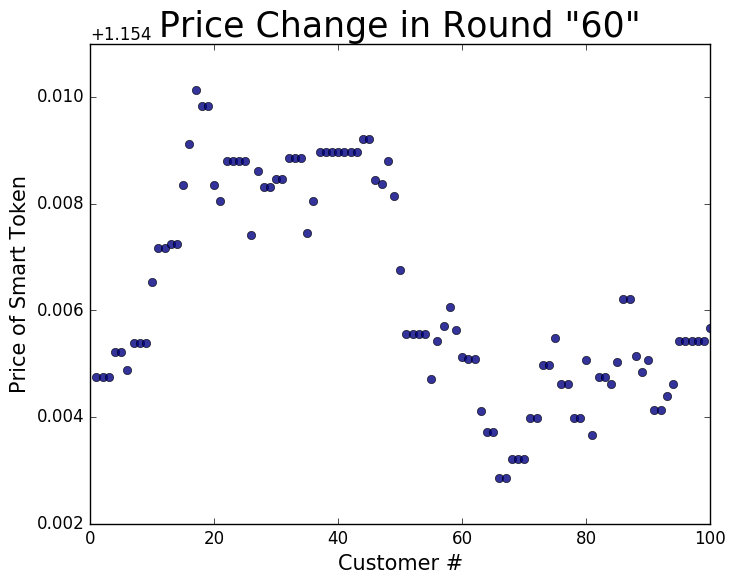 Price Change in Round "60"
+1.154
0.010
0.008
0.006
0.004
0.002
Price of Smart Token
0 20 40 60 80 100
Customer #